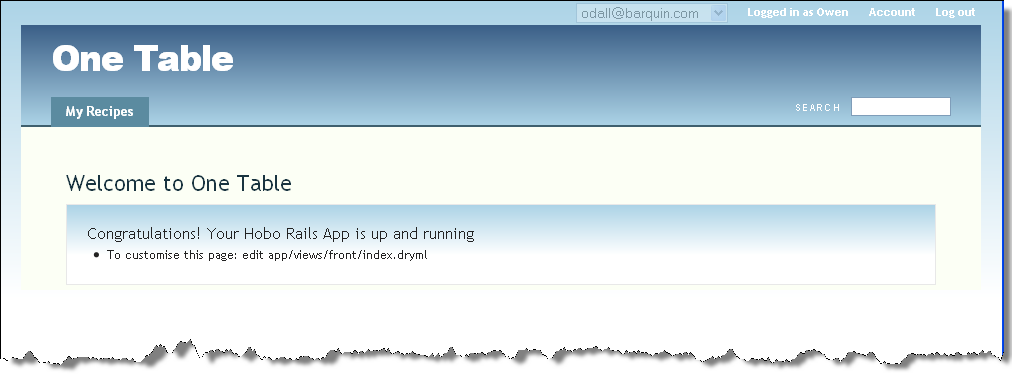 odall@barquin.com Logged in as Owen Account Log out
One Table
My Recipes SEARCH
Welcome to One Table
Congratulations! Your Hobo Rails App is up and running
• To customise this page: edit app/views/front/index.dryml